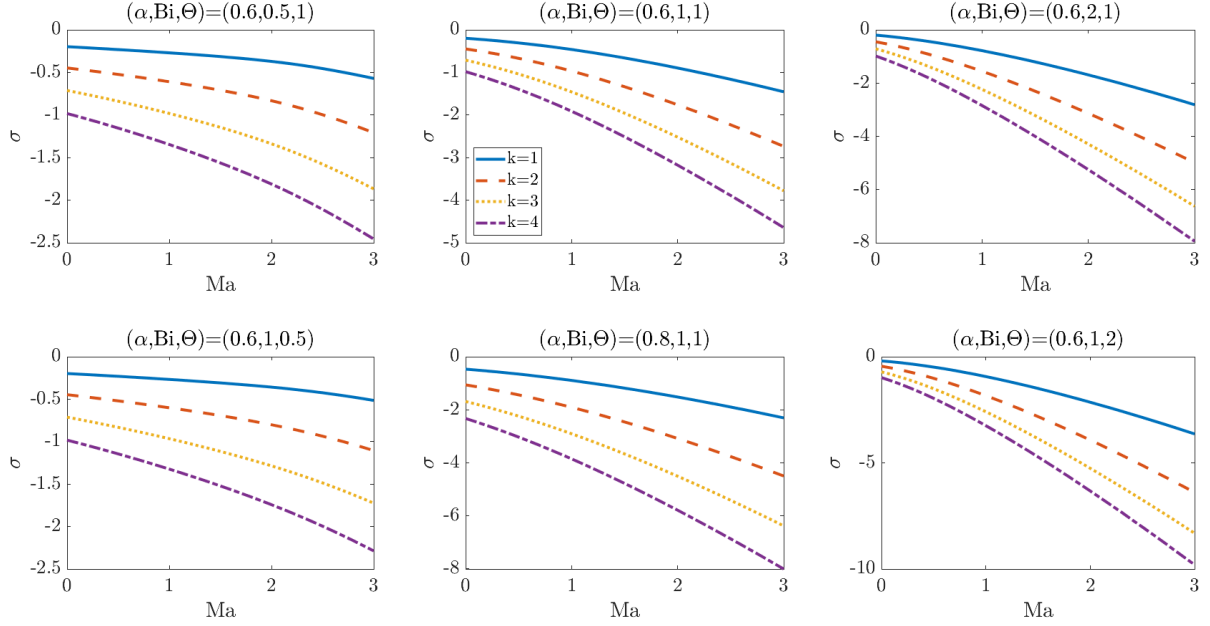 (α,Bi,Θ)=(0.6,0.5,1)
0
-0.5
-1
-1.5
-2
-2.5
σ
0 1 2 3
Ma
(α,Bi,Θ)=(0.6,1,1)
0
-1
-2
-3
-4
-5
σ
k=1
k=2
k=3
k=4
0 1 2 3
Ma
(α,Bi,Θ)=(0.6,2,1)
0
-2
-4
-6
-8
σ
0 1 2 3
Ma
(α,Bi,Θ)=(0.6,1,0.5)
0
-0.5
-1
-1.5
-2
-2.5
σ
0 1 2 3
Ma
(α,Bi,Θ)=(0.8,1,1)
0
-2
-4
-6
-8
σ
0 1 2 3
Ma
(α,Bi,Θ)=(0.6,1,2)
0
-5
-10
σ
0 1 2 3
Ma